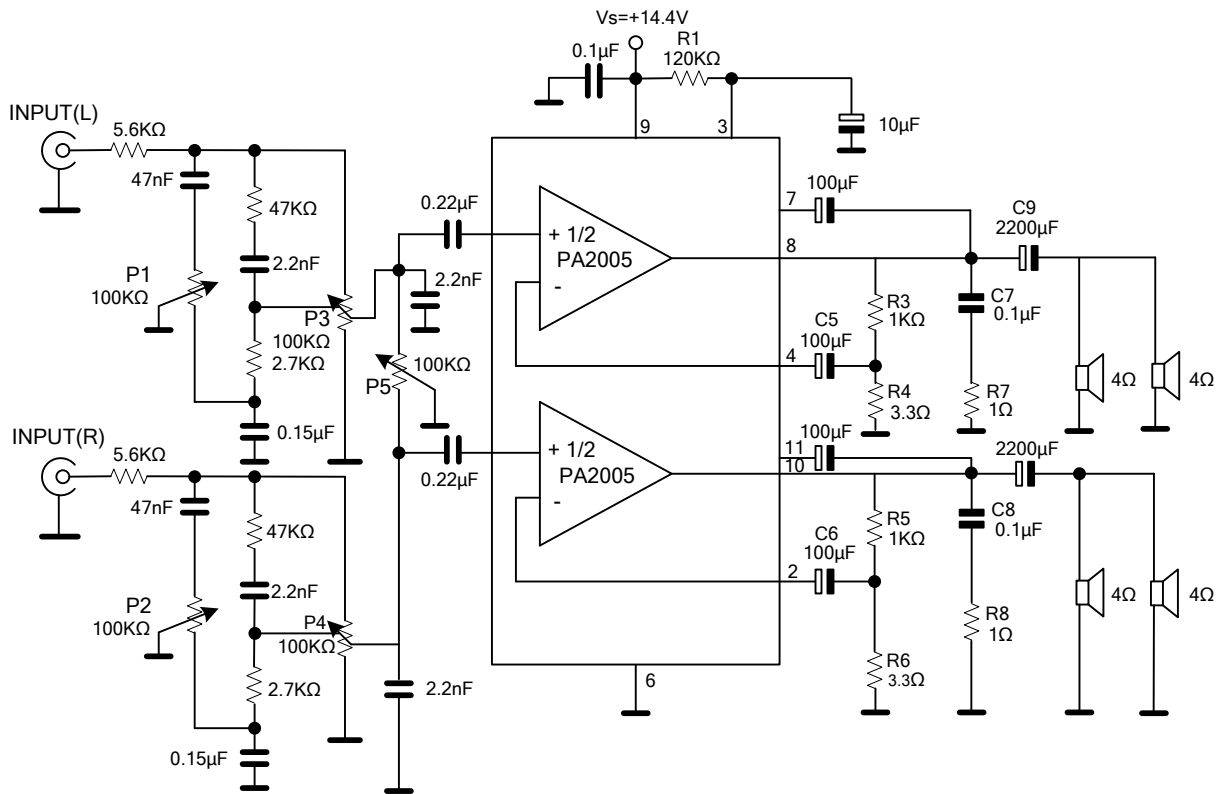 Vs=+14.4V
0.1µF
R1
120KΩ
9
3
10µF
INPUT(L)
5.6KΩ
47nF
47KΩ
2.2nF
P1
100KΩ
P3
100KΩ
2.7KΩ
0.15µF
0.22µF
2.2nF
100KΩ
P5
0.22µF
+ 1/2
PA2005
-
7
100µF
8
C9
2200µF
R3
1KΩ
C7
0.1µF
C5
100µF
4
R4
3.3Ω
R7
1Ω
4Ω
4Ω
INPUT(R)
5.6KΩ
47nF
47KΩ
2.2nF
P2
100KΩ
P4
100KΩ
2.7KΩ
0.15µF
2.2nF
+ 1/2
PA2005
-
100µF
11
10
2200µF
R5
1KΩ
C8
0.1µF
C6
100µF
2
R6
3.3Ω
R8
1Ω
4Ω
4Ω
6